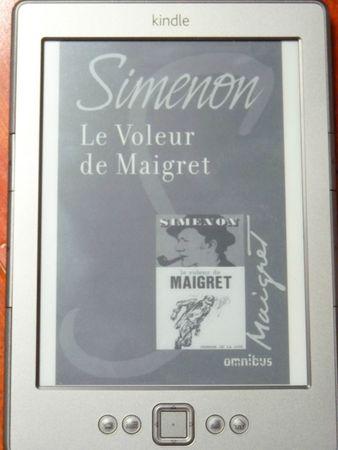 kindle
Simenon
Le Voleur
de Maigret
SIMENON
le voleur de
MAIGRET
Maigret
omnibus